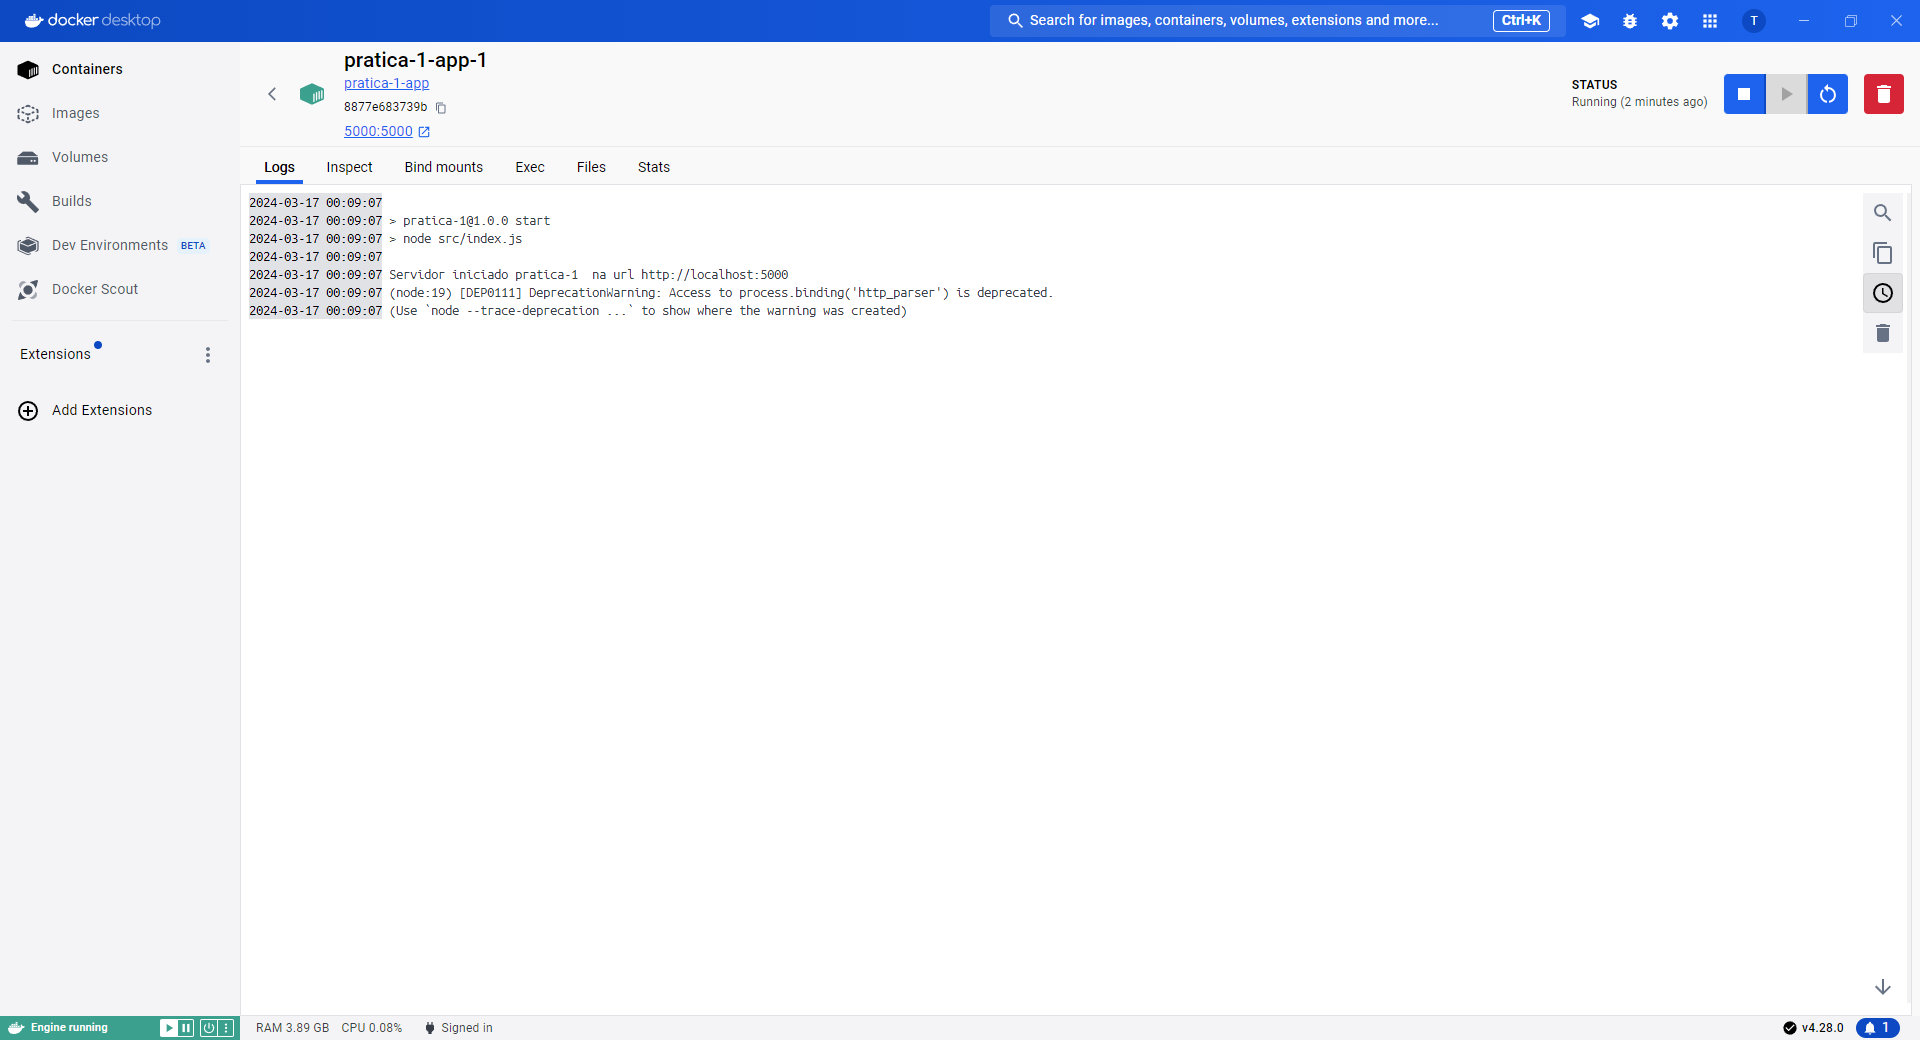 docker desktop
Search for images, containers, volumes, extensions and more... Ctrl+K
T
Containers
Images
Volumes
Builds
Dev Environments BETA
Docker Scout
Extensions
Add Extensions
pratica-1-app-1
pratica-1-app
8877e683739b
5000:5000
STATUS
Running (2 minutes ago)
Logs Inspect Bind mounts Exec Files Stats
2024-03-17 00:09:07
2024-03-17 00:09:07 > pratica-1@1.0.0 start
2024-03-17 00:09:07 > node src/index.js
2024-03-17 00:09:07
2024-03-17 00:09:07 Servidor iniciado pratica-1  na url http://localhost:5000
2024-03-17 00:09:07 (node:19) [DEP0111] DeprecationWarning: Access to process.binding('http_parser') is deprecated.
2024-03-17 00:09:07 (Use `node --trace-deprecation ...` to show where the warning was created)
Engine running
RAM 3.89 GB CPU 0.08% Signed in
v4.28.0 1